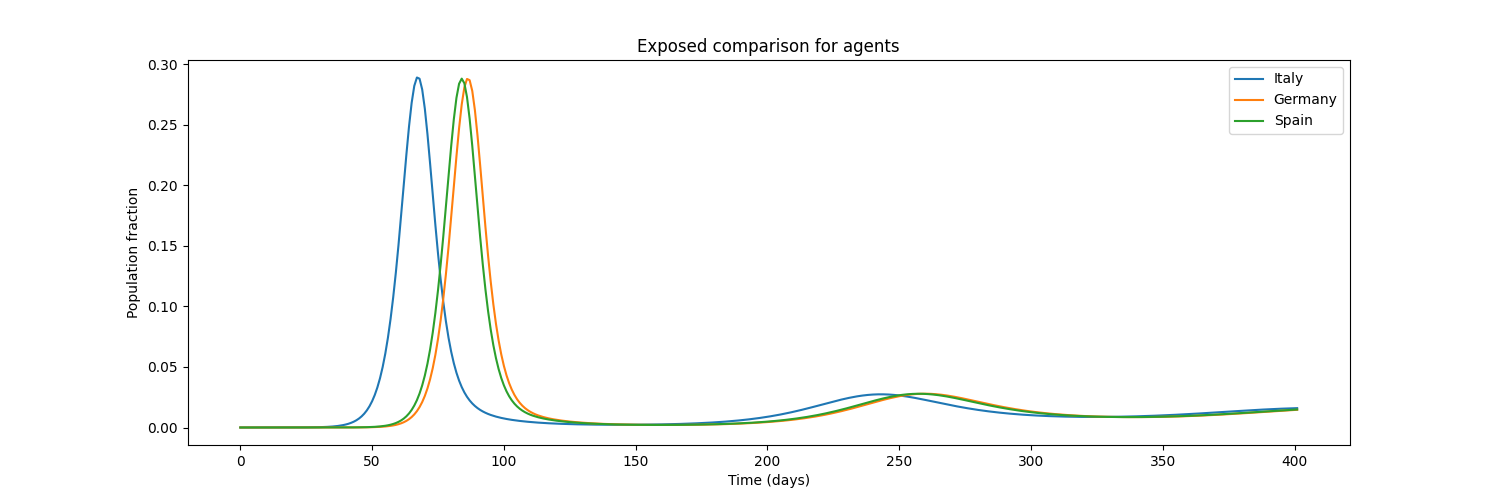 Exposed comparison for agents
Italy
Germany
Spain
Population fraction
0.30
0.25
0.20
0.15
0.10
0.05
0.00
0 50 100 150 200 250 300 350 400
Time (days)